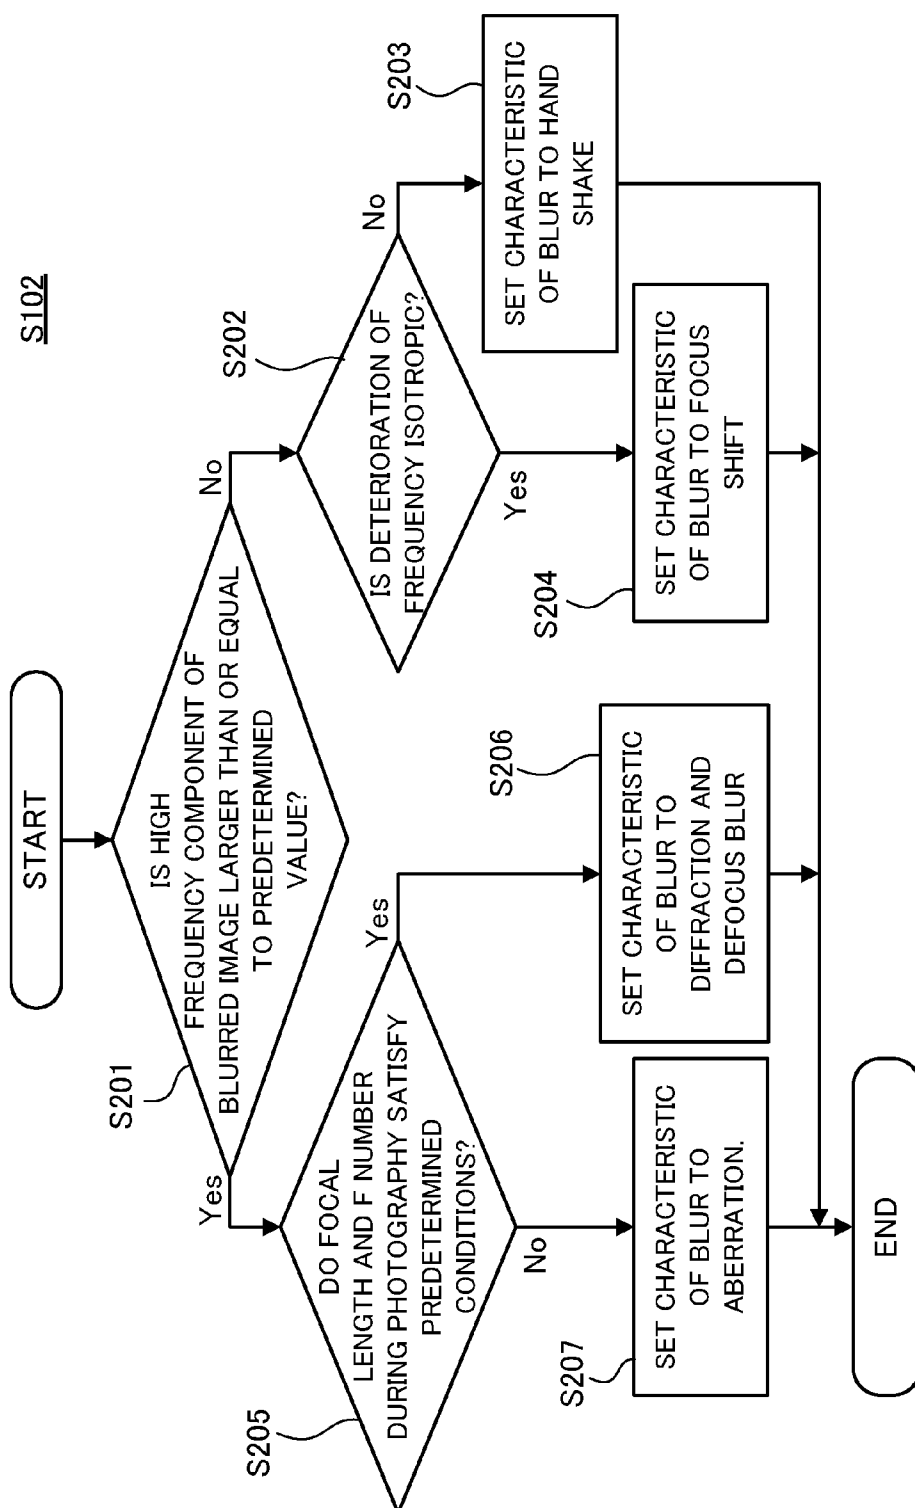 S102
START
IS HIGH
FREQUENCY COMPONENT OF
BLURRED IMAGE LARGER THAN OR EQUAL
TO PREDETERMINED
VALUE?
S201
Yes
No
DO FOCAL
LENGTH AND F NUMBER
DURING PHOTOGRAPHY SATISFY
PREDETERMINED
CONDITIONS?
S205
Yes
No
IS DETERIORATION OF
FREQUENCY ISOTROPIC?
S202
No
Yes
SET CHARACTERISTIC
OF BLUR TO HAND
SHAKE
S203
SET CHARACTERISTIC
OF BLUR TO FOCUS
SHIFT
S204
SET CHARACTERISTIC
OF BLUR TO
DIFFRACTION AND
DEFOCUS BLUR
S206
SET CHARACTERISTIC
OF BLUR TO
ABERRATION.
S207
END